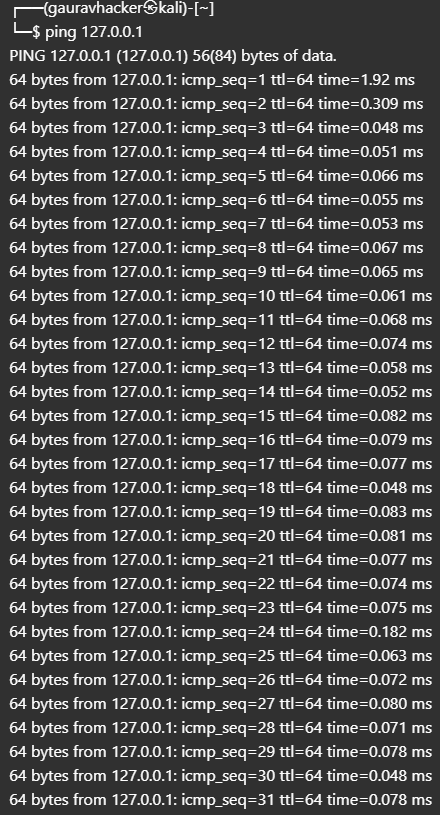 ┌──(gauravhacker㉿kali)-[~]
└─$ ping 127.0.0.1
PING 127.0.0.1 (127.0.0.1) 56(84) bytes of data.
64 bytes from 127.0.0.1: icmp_seq=1 ttl=64 time=1.92 ms
64 bytes from 127.0.0.1: icmp_seq=2 ttl=64 time=0.309 ms
64 bytes from 127.0.0.1: icmp_seq=3 ttl=64 time=0.048 ms
64 bytes from 127.0.0.1: icmp_seq=4 ttl=64 time=0.051 ms
64 bytes from 127.0.0.1: icmp_seq=5 ttl=64 time=0.066 ms
64 bytes from 127.0.0.1: icmp_seq=6 ttl=64 time=0.055 ms
64 bytes from 127.0.0.1: icmp_seq=7 ttl=64 time=0.053 ms
64 bytes from 127.0.0.1: icmp_seq=8 ttl=64 time=0.067 ms
64 bytes from 127.0.0.1: icmp_seq=9 ttl=64 time=0.065 ms
64 bytes from 127.0.0.1: icmp_seq=10 ttl=64 time=0.061 ms
64 bytes from 127.0.0.1: icmp_seq=11 ttl=64 time=0.068 ms
64 bytes from 127.0.0.1: icmp_seq=12 ttl=64 time=0.074 ms
64 bytes from 127.0.0.1: icmp_seq=13 ttl=64 time=0.058 ms
64 bytes from 127.0.0.1: icmp_seq=14 ttl=64 time=0.052 ms
64 bytes from 127.0.0.1: icmp_seq=15 ttl=64 time=0.082 ms
64 bytes from 127.0.0.1: icmp_seq=16 ttl=64 time=0.079 ms
64 bytes from 127.0.0.1: icmp_seq=17 ttl=64 time=0.077 ms
64 bytes from 127.0.0.1: icmp_seq=18 ttl=64 time=0.048 ms
64 bytes from 127.0.0.1: icmp_seq=19 ttl=64 time=0.083 ms
64 bytes from 127.0.0.1: icmp_seq=20 ttl=64 time=0.081 ms
64 bytes from 127.0.0.1: icmp_seq=21 ttl=64 time=0.077 ms
64 bytes from 127.0.0.1: icmp_seq=22 ttl=64 time=0.074 ms
64 bytes from 127.0.0.1: icmp_seq=23 ttl=64 time=0.075 ms
64 bytes from 127.0.0.1: icmp_seq=24 ttl=64 time=0.182 ms
64 bytes from 127.0.0.1: icmp_seq=25 ttl=64 time=0.063 ms
64 bytes from 127.0.0.1: icmp_seq=26 ttl=64 time=0.072 ms
64 bytes from 127.0.0.1: icmp_seq=27 ttl=64 time=0.080 ms
64 bytes from 127.0.0.1: icmp_seq=28 ttl=64 time=0.071 ms
64 bytes from 127.0.0.1: icmp_seq=29 ttl=64 time=0.078 ms
64 bytes from 127.0.0.1: icmp_seq=30 ttl=64 time=0.048 ms
64 bytes from 127.0.0.1: icmp_seq=31 ttl=64 time=0.078 ms